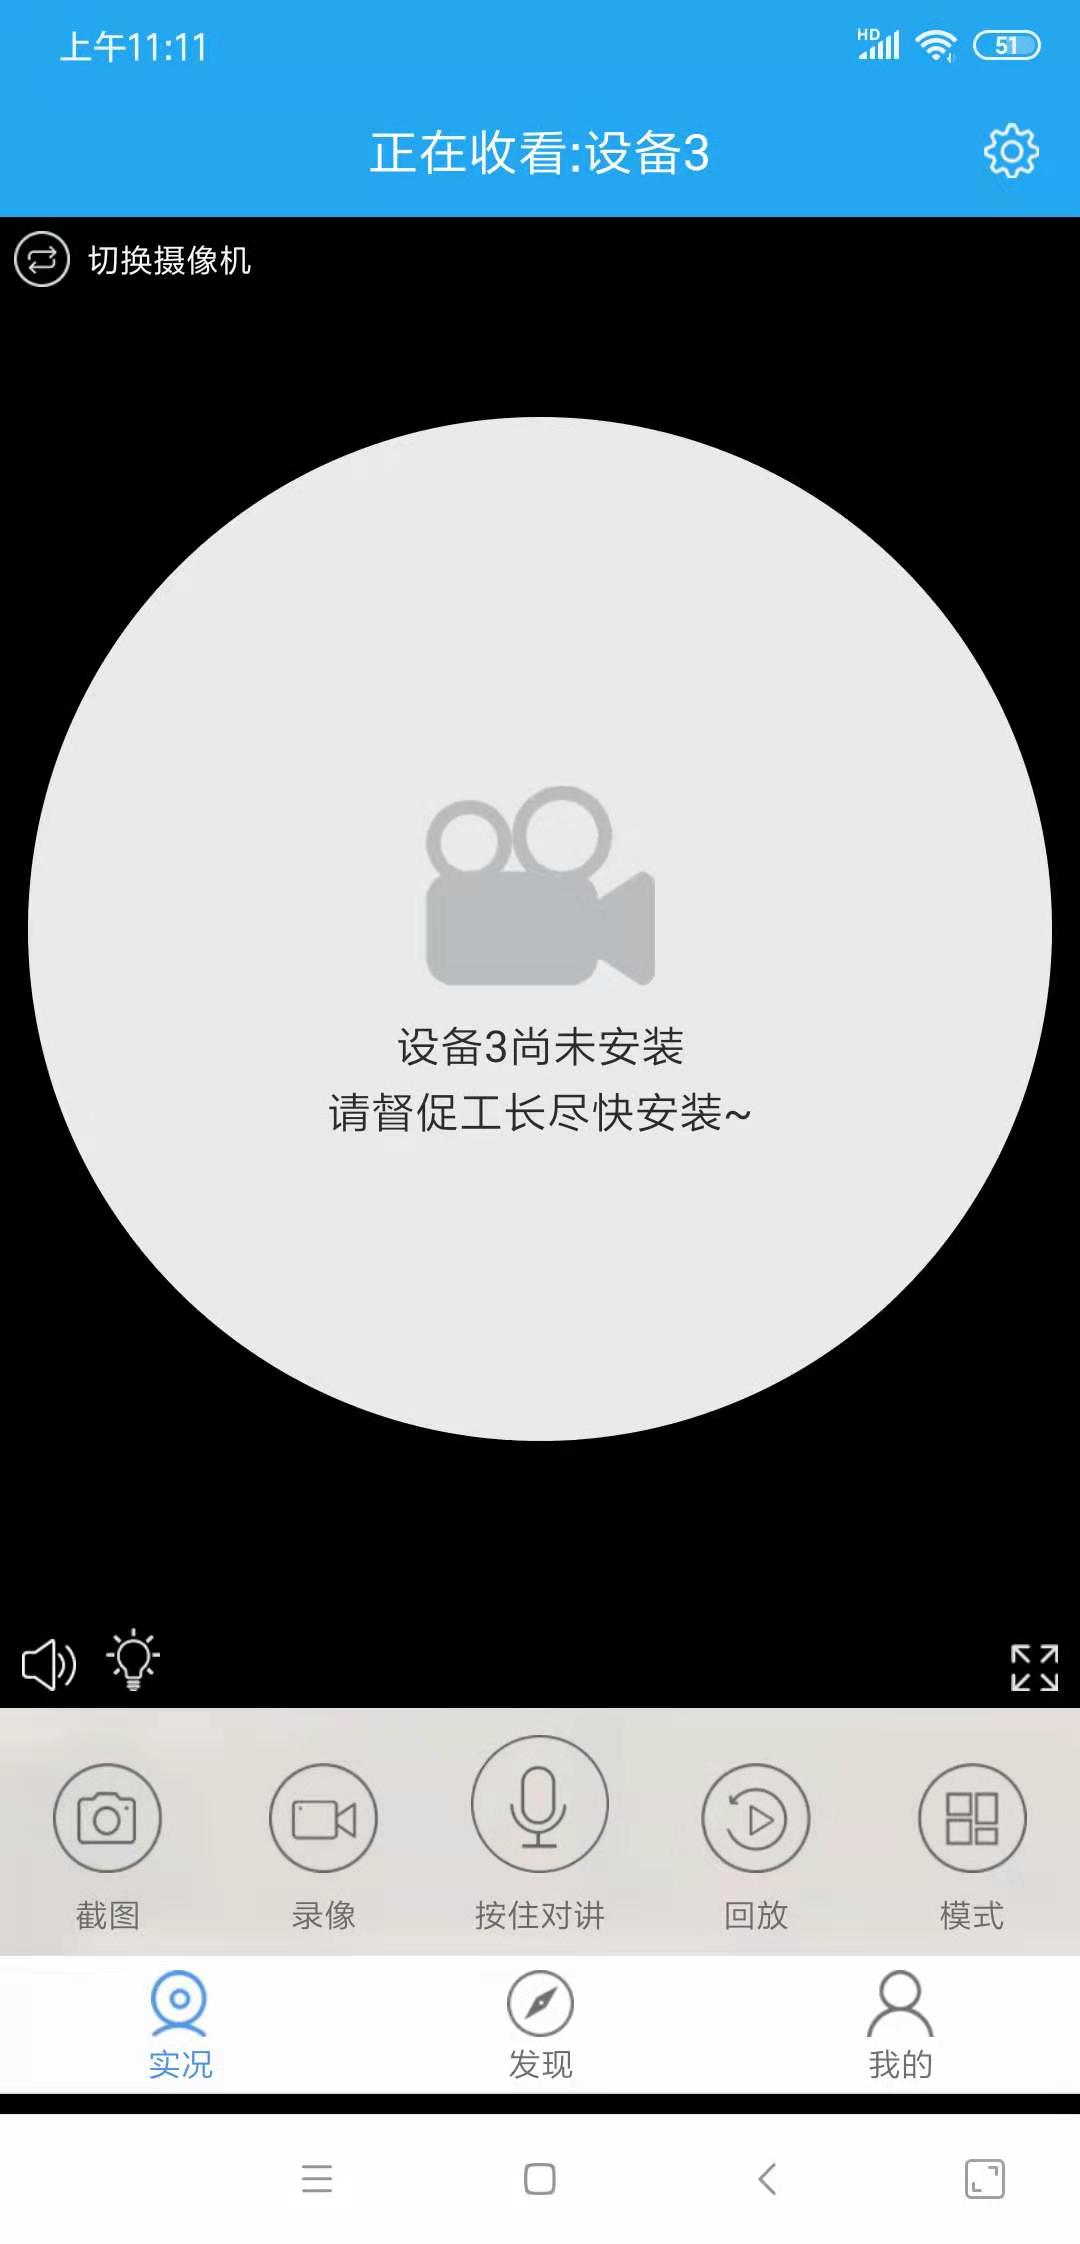 上午11:11
HD
51
正在收看:设备3
切换摄像机
设备3尚未安装
请督促工长尽快安装~
截图
录像
按住对讲
回放
模式
实况
发现
我的